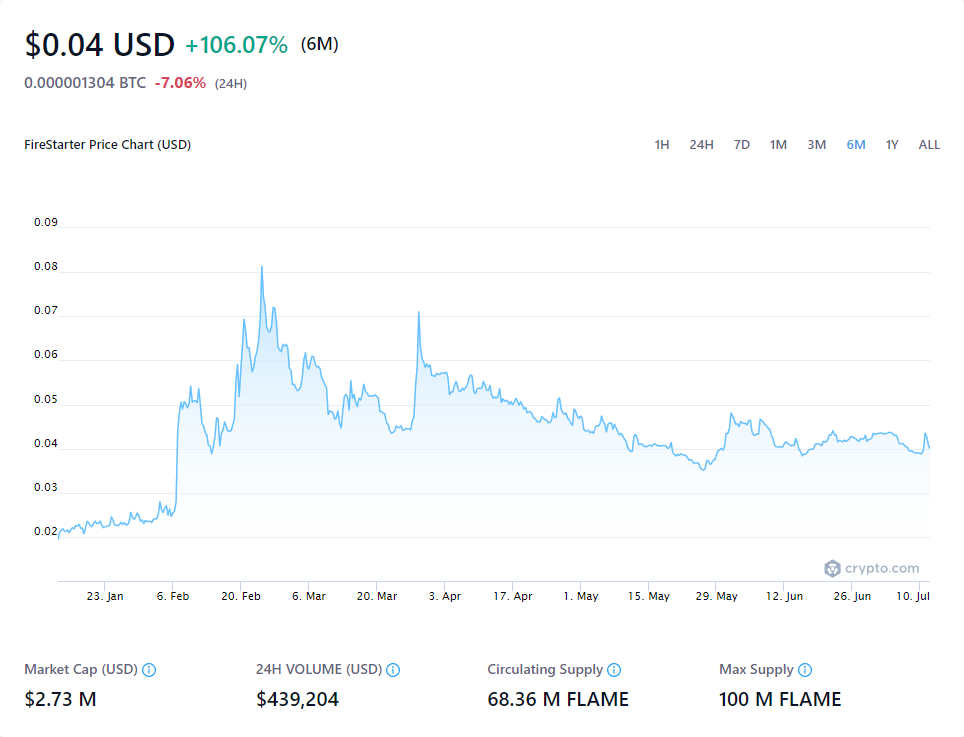 $0.04 USD +106.07% (6M)
0.000001304 BTC -7.06% (24H)
FireStarter Price Chart (USD) 1H 24H 7D 1M 3M 6M 1Y ALL
0.09
0.08
0.07
0.06
0.05
0.04
0.03
0.02
crypto.com
23. Jan 6. Feb 20. Feb 6. Mar 20. Mar 3. Apr 17. Apr 1. May 15. May 29. May 12. Jun 26. Jun 10. Jul
Market Cap (USD) 24H VOLUME (USD) Circulating Supply Max Supply
$2.73 M $439,204 68.36 M FLAME 100 M FLAME